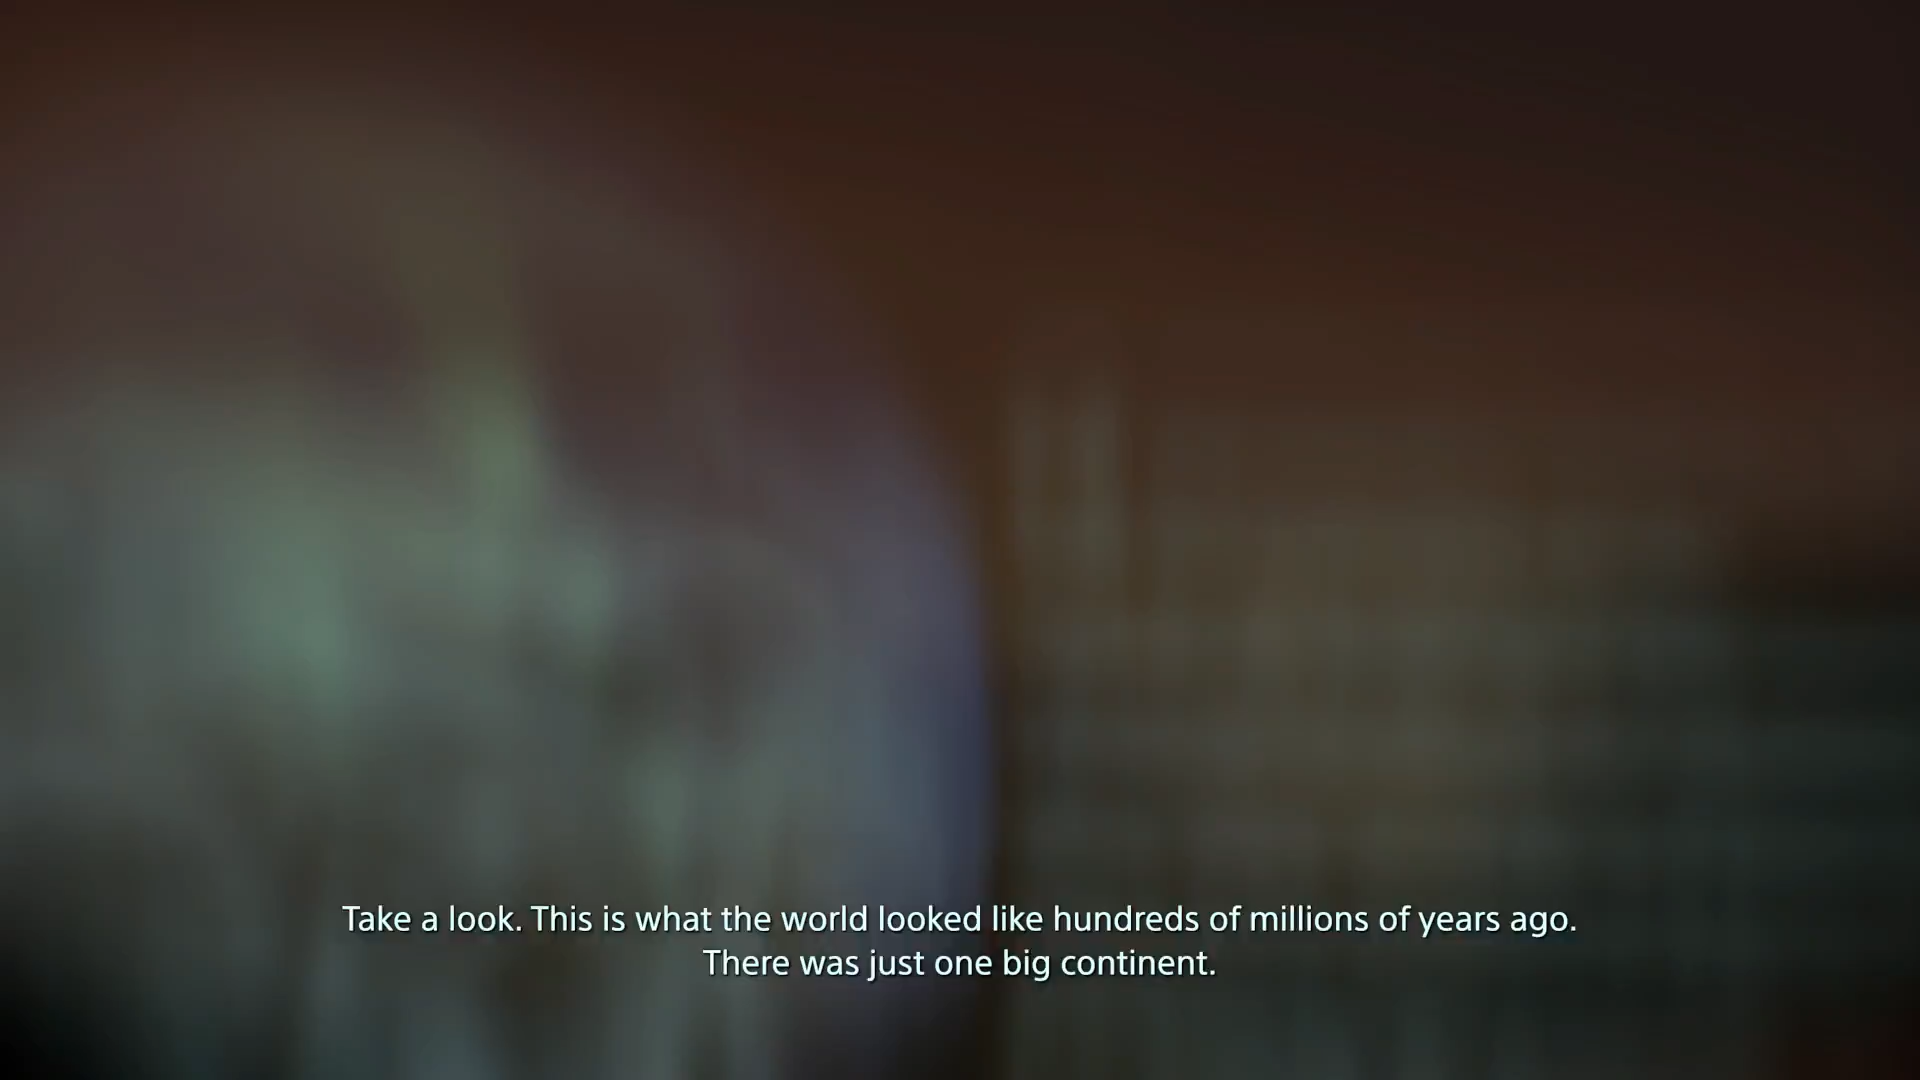 Take a look. This is what the world looked like hundreds of millions of years ago.
There was just one big continent.